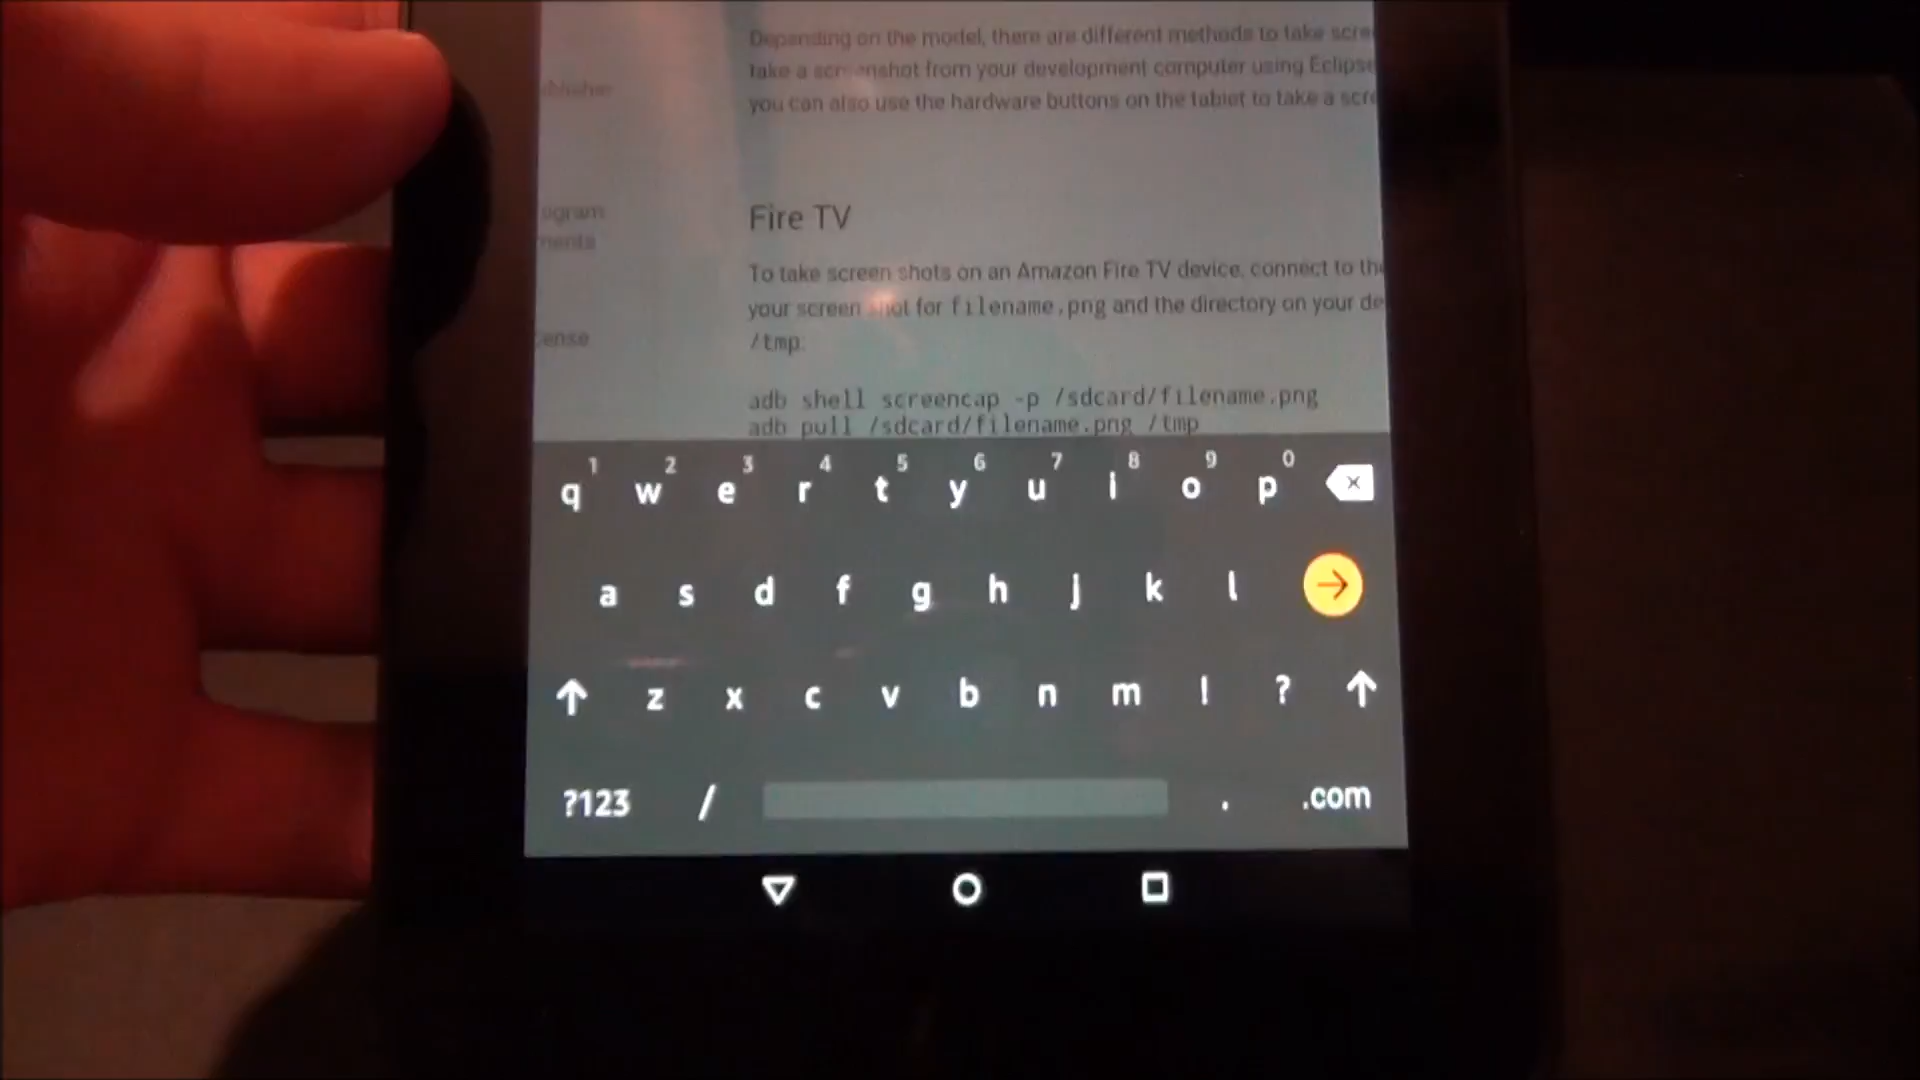 Depending on the model, there are different methods to take
take a screenshot from your development computer using Eclipse
you can also use the hardware buttons on the tablet to take a
Fire TV
To take screen shots on an Amazon Fire TV device, connect to
your screen shot for filename.png and the directory on your
/tmp.
adb shell screencap -p /sdcard/filename.png
adb pull /sdcard/filename.png /tmp
1 2 3 4 5 6 7 8 9 0
q w e r t y u i o p
a s d f g h j k l
z x c v b n m ! ?
?123 / . .com